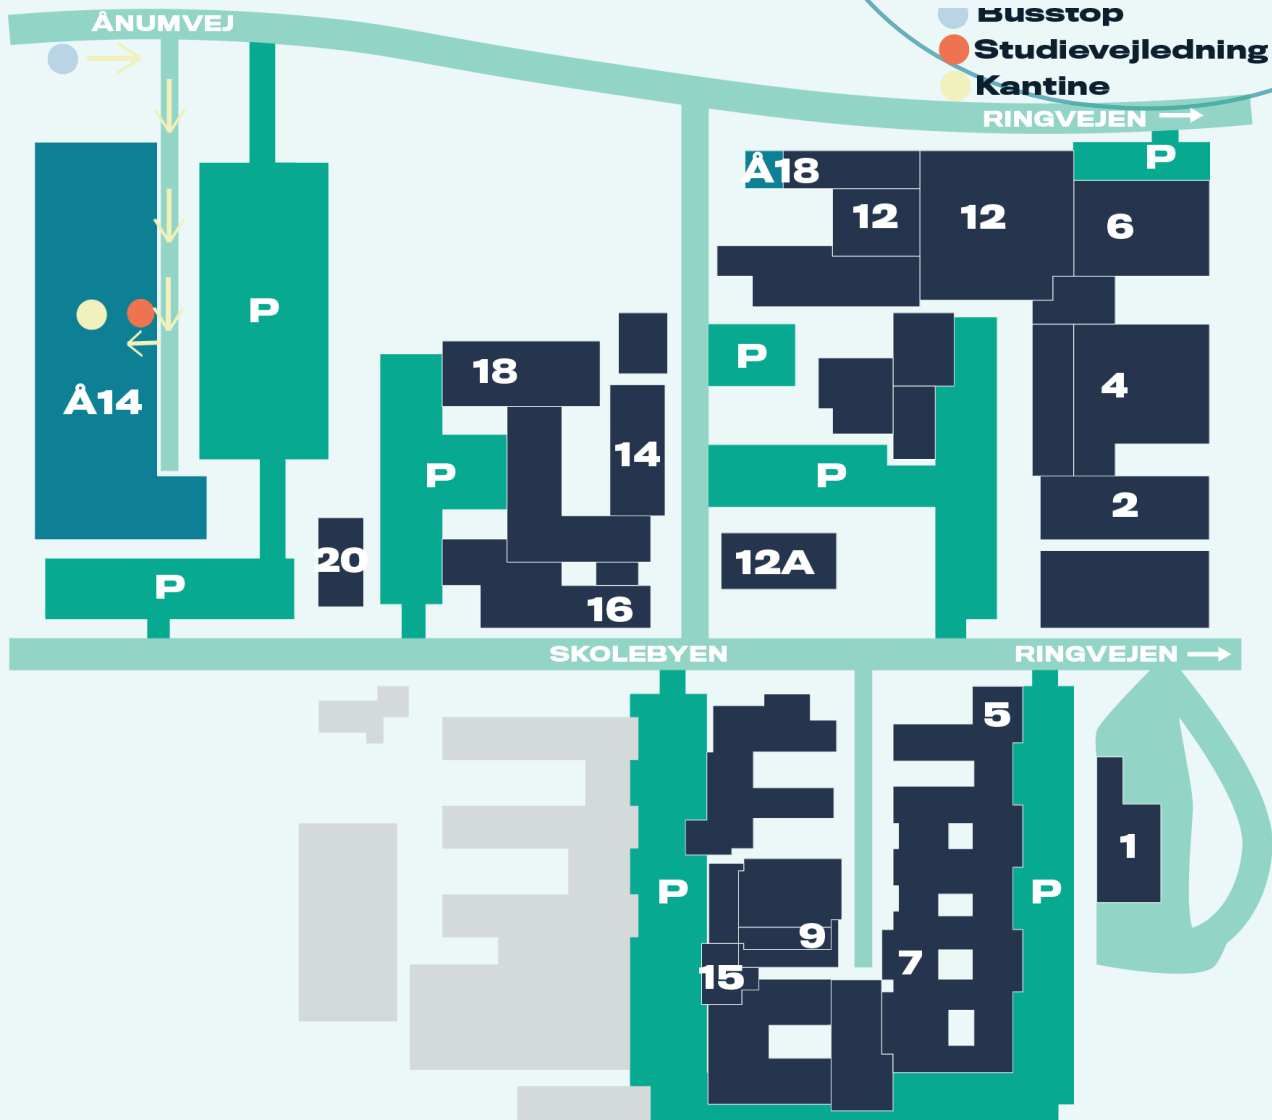 Busstop
ÅNUMVEJ
Studievejledning
Kantine
RINGVEJEN
P
Å18
12
12
6
P
P
18
4
Å14
14
P
P
2
20
12A
P
16
SKOLEBYEN
RINGVEJEN
5
1
P
P
9
7
15